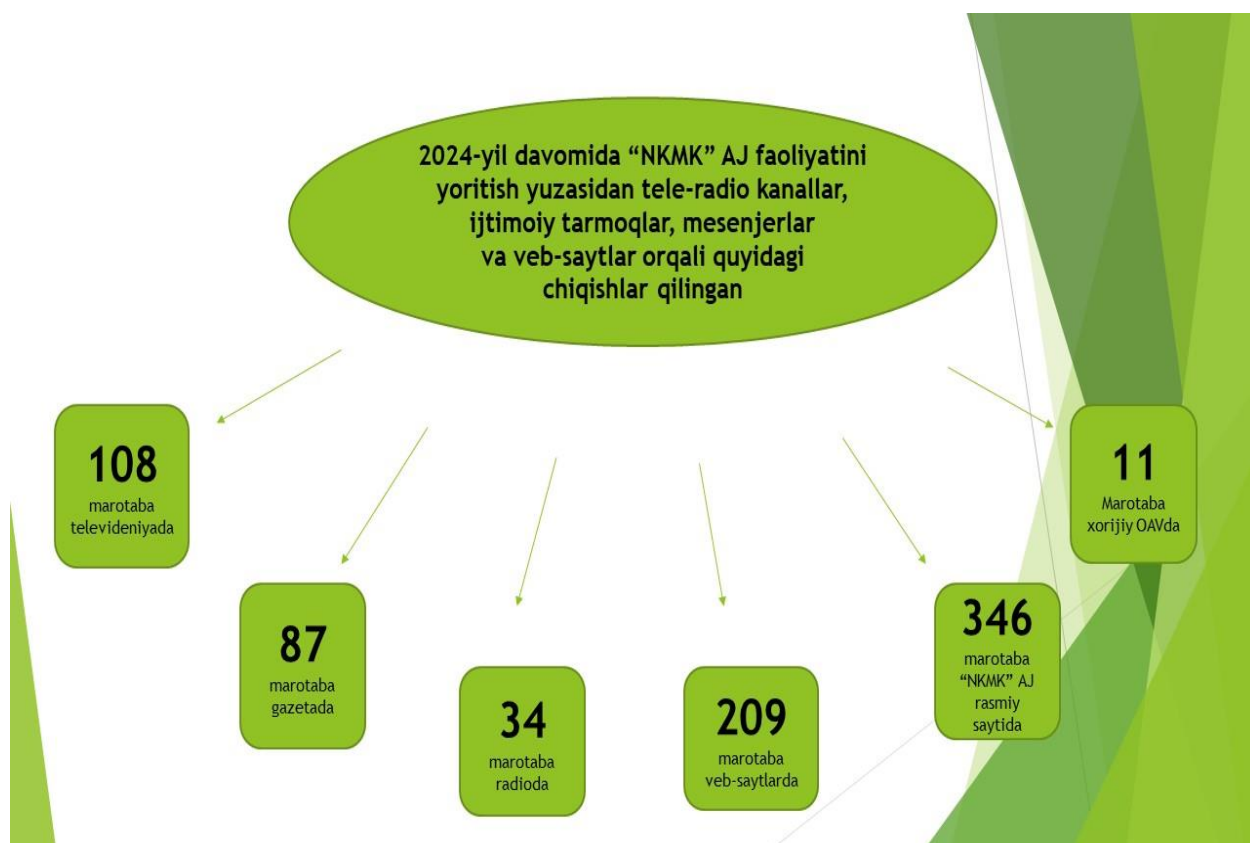 2024-yil davomida “NKMK” AJ faoliyatini
yoritish yuzasidan tele-radio kanallar,
ijtimoiy tarmoqlar, mesenjerlar
va veb-saytlar orqali quyidagi
chiqishlar qilingan
108
marotaba
televideniyada
87
marotaba
gazetada
34
marotaba
radioda
209
marotaba
veb-saytlarda
346
marotaba
“NKMK” AJ
rasmiy
saytida
11
Marotaba
xorijiy OAVda